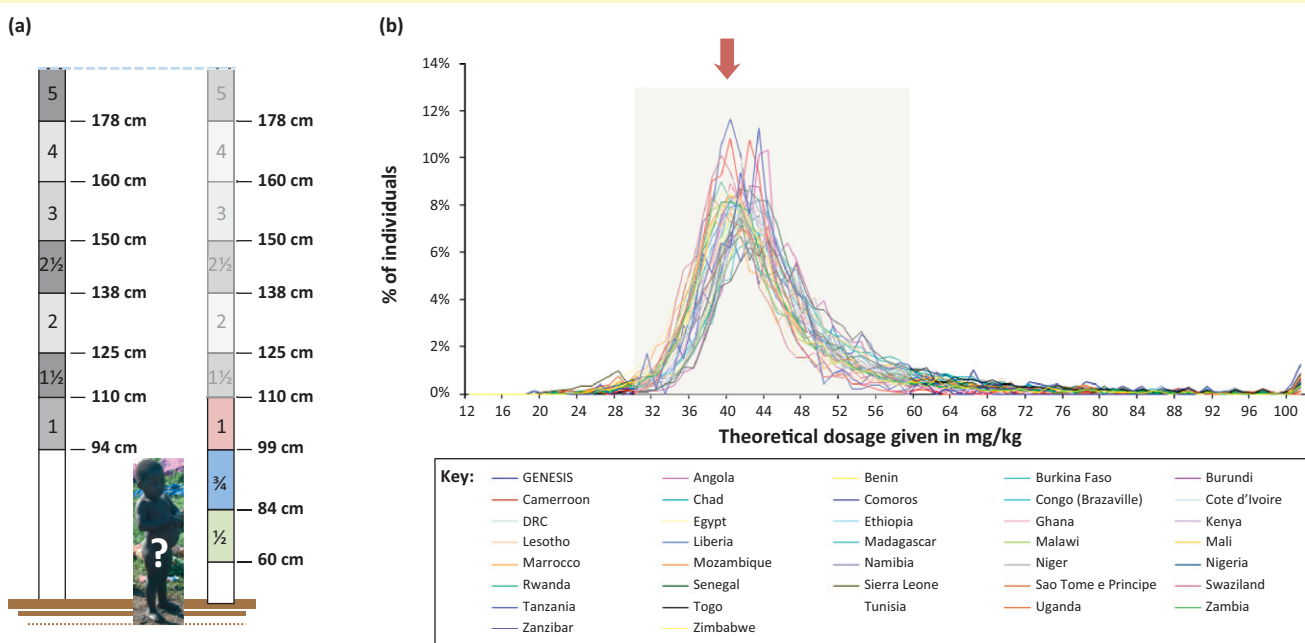 (a)
5
178 cm
4
160 cm
3
150 cm
2½
138 cm
2
125 cm
1½
110 cm
1
94 cm
?
5
178 cm
4
160 cm
3
150 cm
2½
138 cm
2
125 cm
1½
110 cm
1
99 cm
¾
84 cm
½
60 cm
(b)
% of individuals
14%
12%
10%
8%
6%
4%
2%
0%
12 16 20 24 28 32 36 40 44 48 52 56 60 64 68 72 76 80 84 88 92 96 100
Theoretical dosage given in mg/kg
Key: GENESIS Angola Benin Burkina Faso Burundi
Cameroon Chad Comoros Congo (Brazaville) Cote d’Ivoire
DRC Egypt Ethiopia Ghana Kenya
Lesotho Liberia Madagascar Malawi Mali
Marrocco Mozambique Namibia Niger Nigeria
Rwanda Senegal Sierra Leone Sao Tome e Principe Swaziland
Tanzania Togo Tunisia Uganda Zambia
Zanzibar Zimbabwe